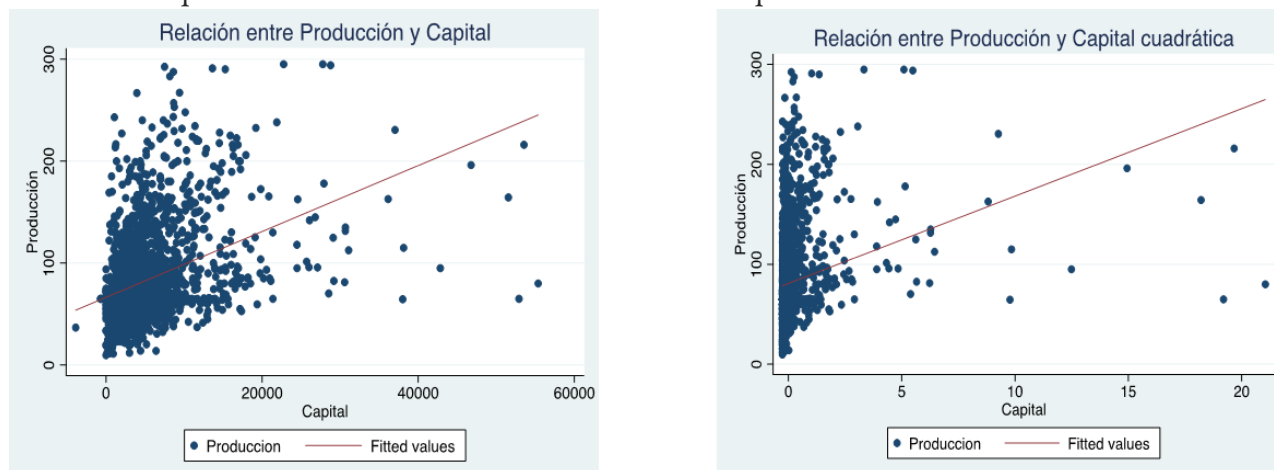 Relación entre Producción y Capital
Producción
300
200
100
0
0
20000
40000
60000
Capital
Produccion
Fitted values
Relación entre Producción y Capital cuadrática
Producción
300
200
100
0
0
5
10
15
20
Capital
Produccion
Fitted values